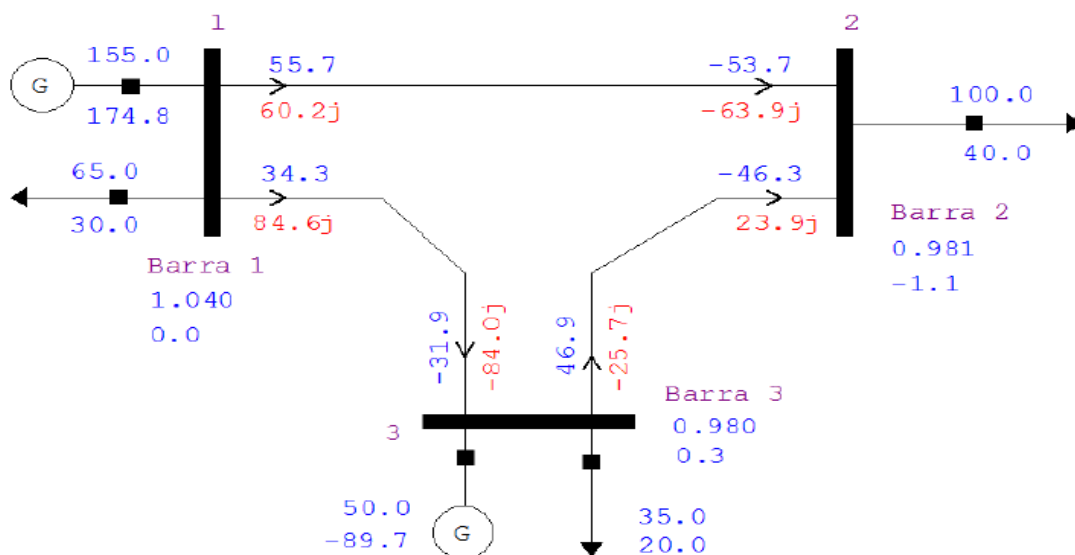 1
2
155.0
55.7
-53.7
G
174.8
60.2j
-63.9j
100.0
40.0
65.0
34.3
-46.3
30.0
84.6j
23.9j
Barra 1
1.040
0.0
Barra 2
0.981
-1.1
-31.9
-84.0j
46.9
-25.7j
Barra 3
0.980
0.3
3
50.0
-89.7
G
35.0
20.0